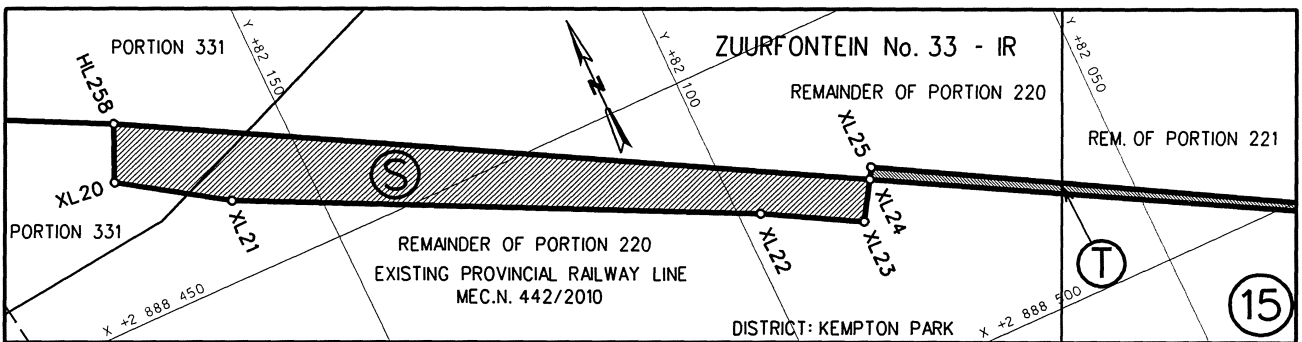 PORTION 331
Y +82 150
Y +82 100
ZUURFONTEIN No. 33 - IR
Y +82 050
HL258
N
REMAINDER OF PORTION 220
XL25
REM. OF PORTION 221
S
XL20
XL24
PORTION 331
XL21
XL22
XL23
REMAINDER OF PORTION 220
T
EXISTING PROVINCIAL RAILWAY LINE
MEC.N. 442/2010
X +2 888 450
DISTRICT: KEMPTON PARK
X +2 888 500
15